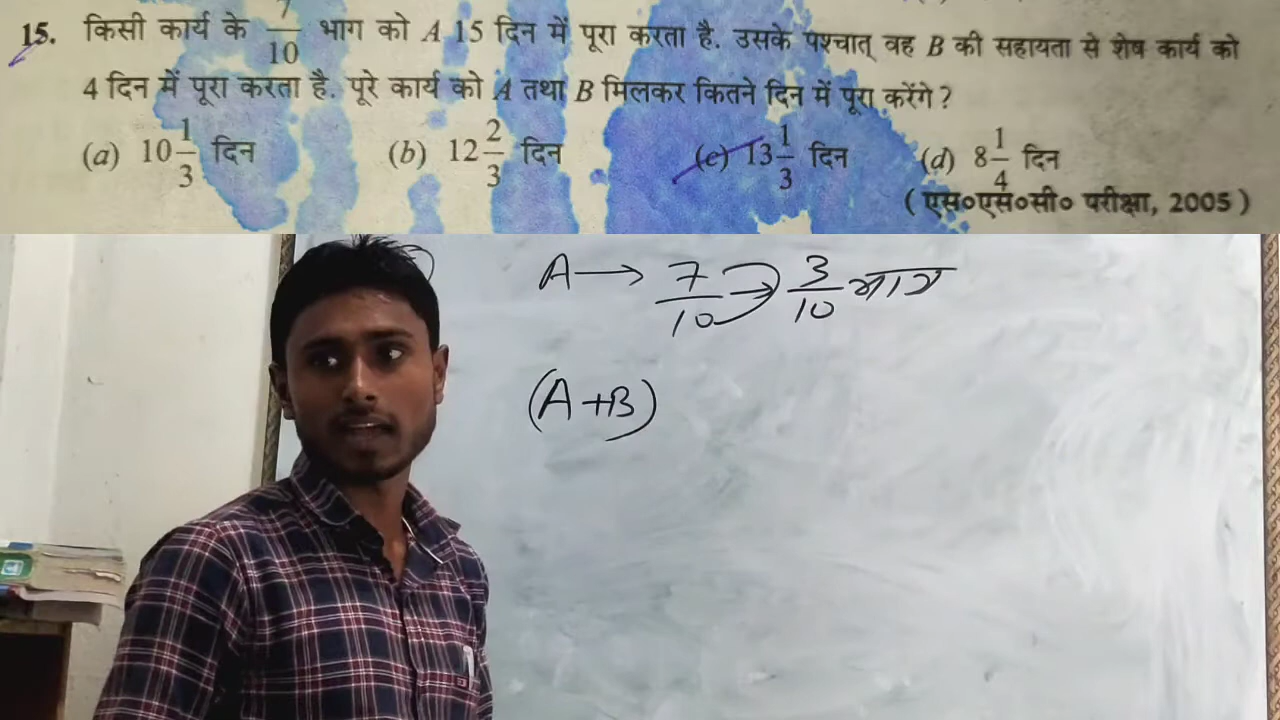 15. किसी कार्य के 7/10 भाग को A 15 दिन में पूरा करता है. उसके पश्चात् वह B की सहायता से शेष कार्य को
4 दिन में पूरा करता है. पूरे कार्य को A तथा B मिलकर कितने दिन में पूरा करेंगे ?
(a) 10 1/3 दिन (b) 12 2/3 दिन (c) 13 1/3 दिन (d) 8 1/4 दिन
( एस०एस०सी० परीक्षा, 2005 )
A → 7/10 → 3/10 भाग
(A+B)